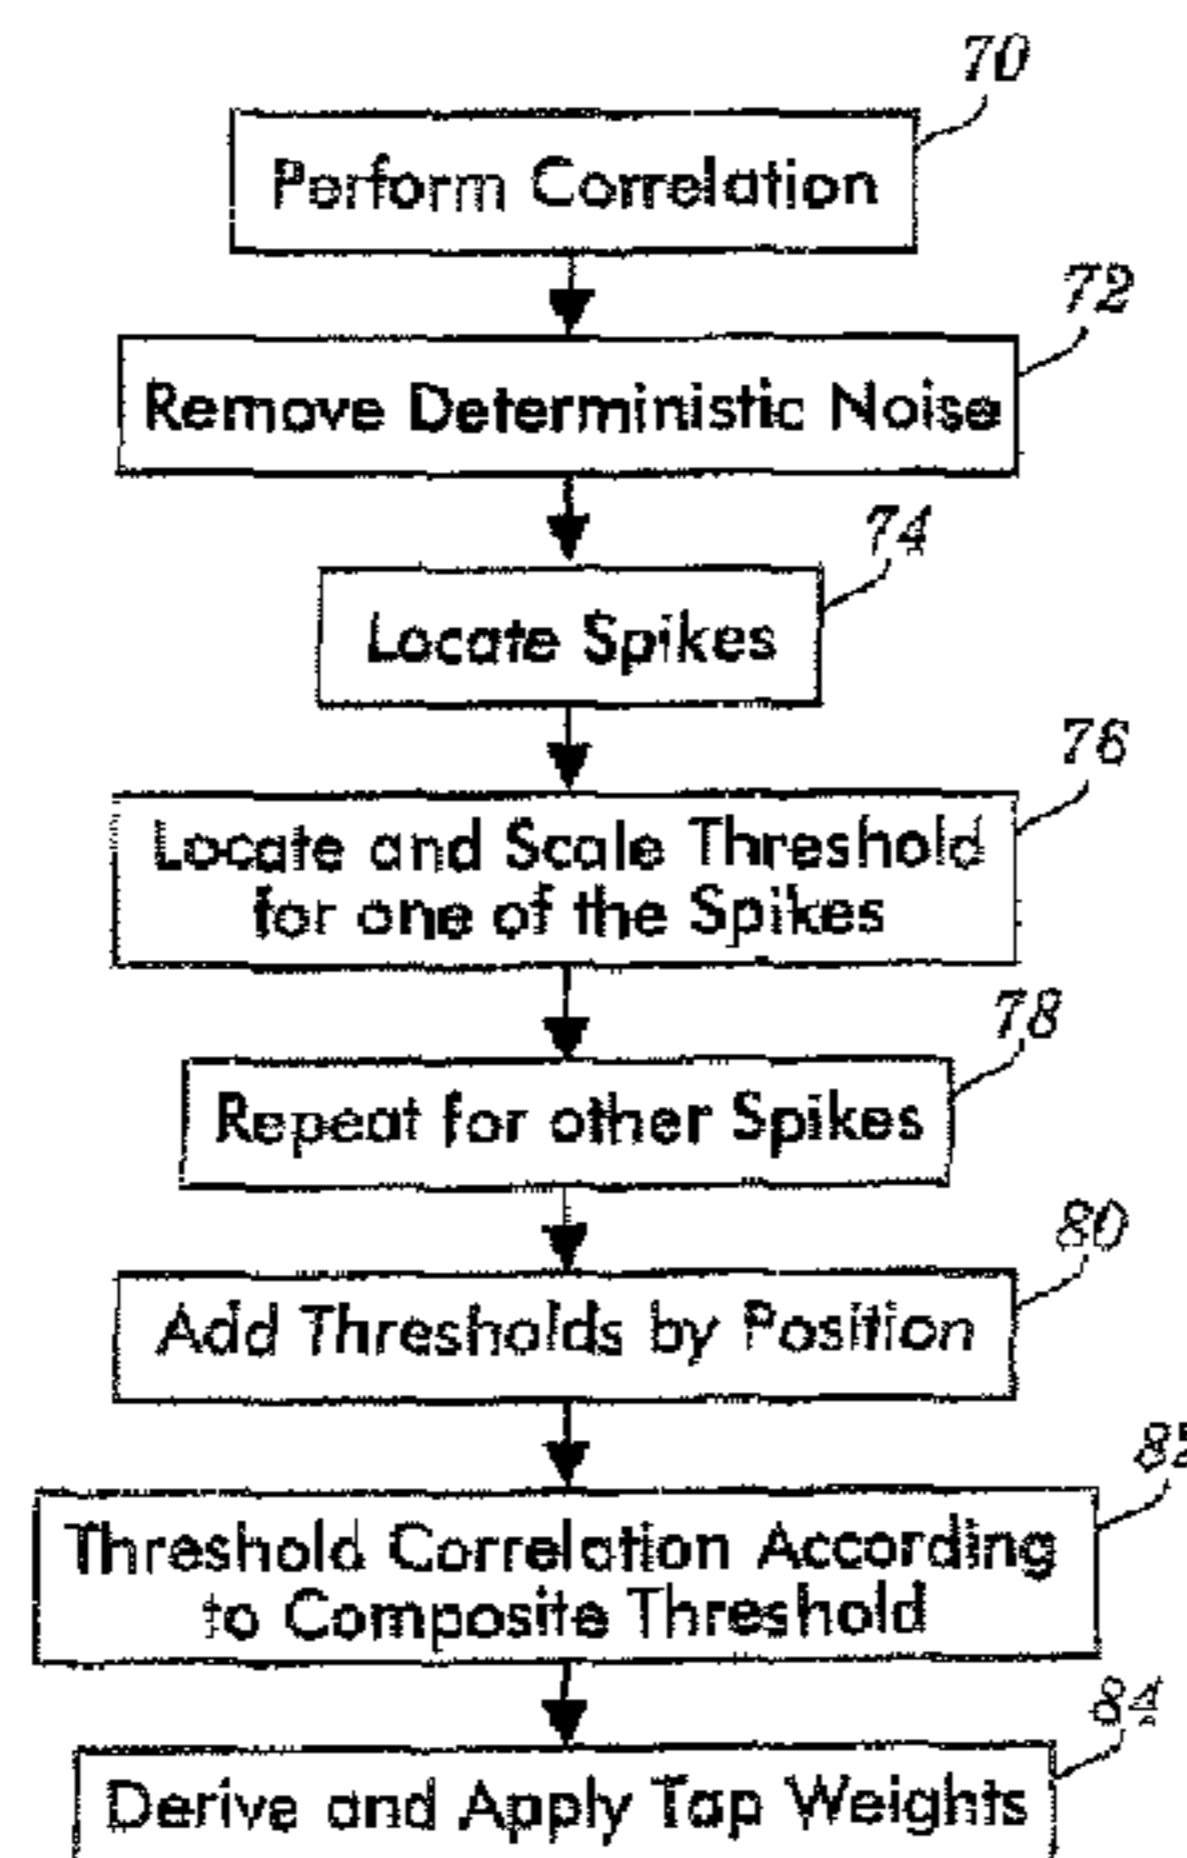 70
Perform Correlation
72
Remove Deterministic Noise
74
Locate Spikes
76
Locate and Scale Threshold
for one of the Spikes
78
Repeat for other Spikes
80
Add Thresholds by Position
Threshold Correlation According
to Composite Threshold
84
Derive and Apply Tap Weights